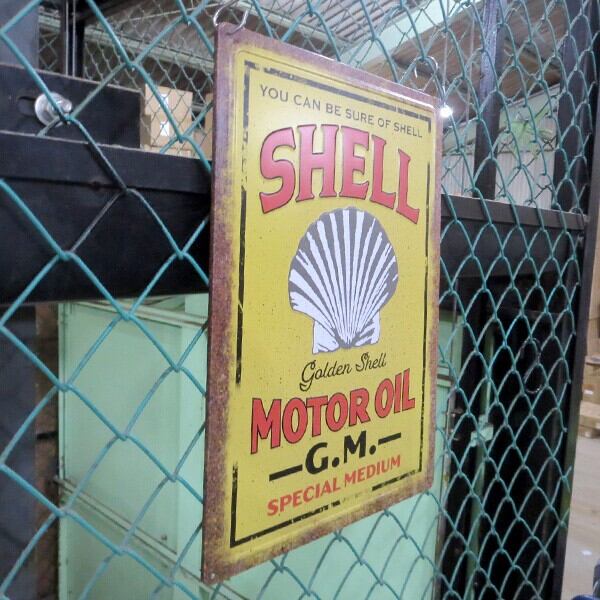 YOU CAN BE SURE OF SHELL
SHELL
Golden Shell
MOTOR OIL
G.M.
SPECIAL MEDIUM